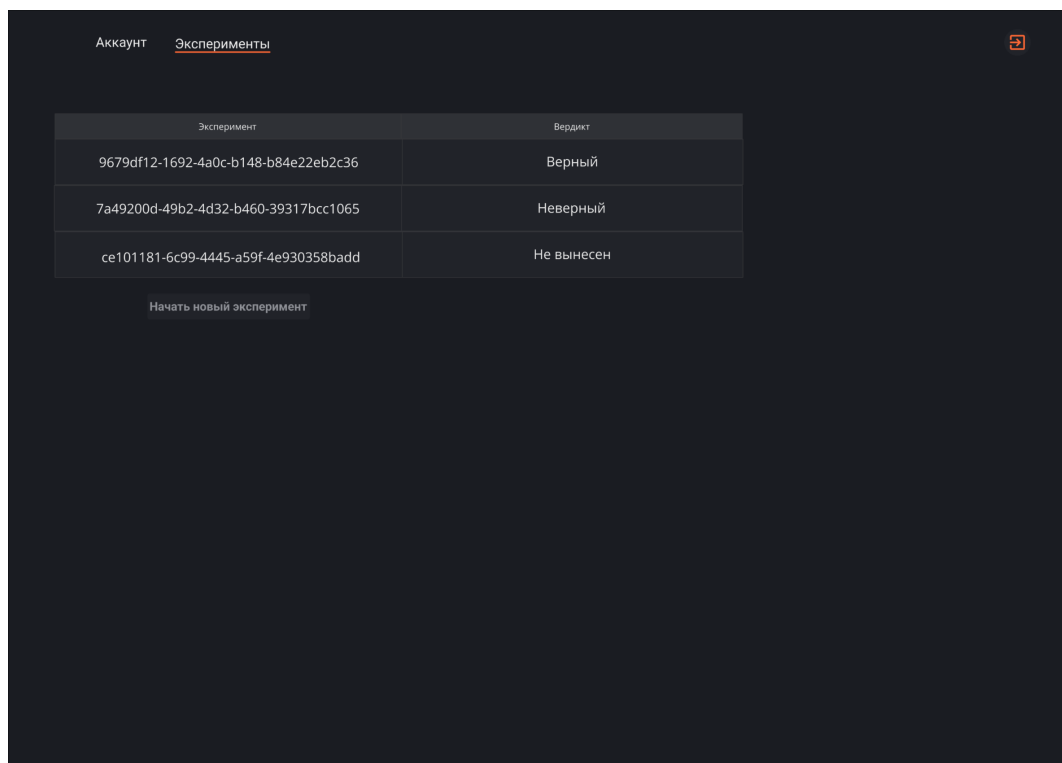 Аккаунт Эксперименты
Эксперимент Вердикт
9679df12-1692-4a0c-b148-b84e22eb2c36 Верный
7a49200d-49b2-4d32-b460-39317bcc1065 Неверный
ce101181-6c99-4445-a59f-4e930358badd Не вынесен
Начать новый эксперимент